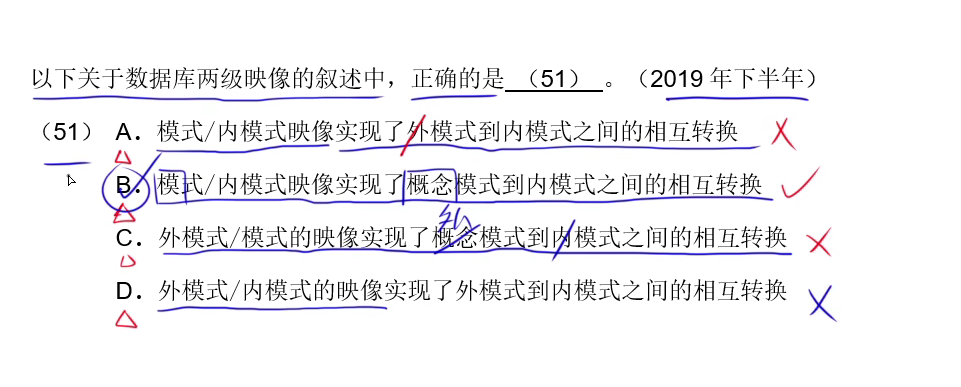 以下关于数据库两级映像的叙述中，正确的是 （51） 。（2019 年下半年）
（51） A．模式/内模式映像实现了外模式到内模式之间的相互转换
B．模式/内模式映像实现了概念模式到内模式之间的相互转换
C．外模式/模式的映像实现了概念模式到内模式之间的相互转换
D．外模式/内模式的映像实现了外模式到内模式之间的相互转换